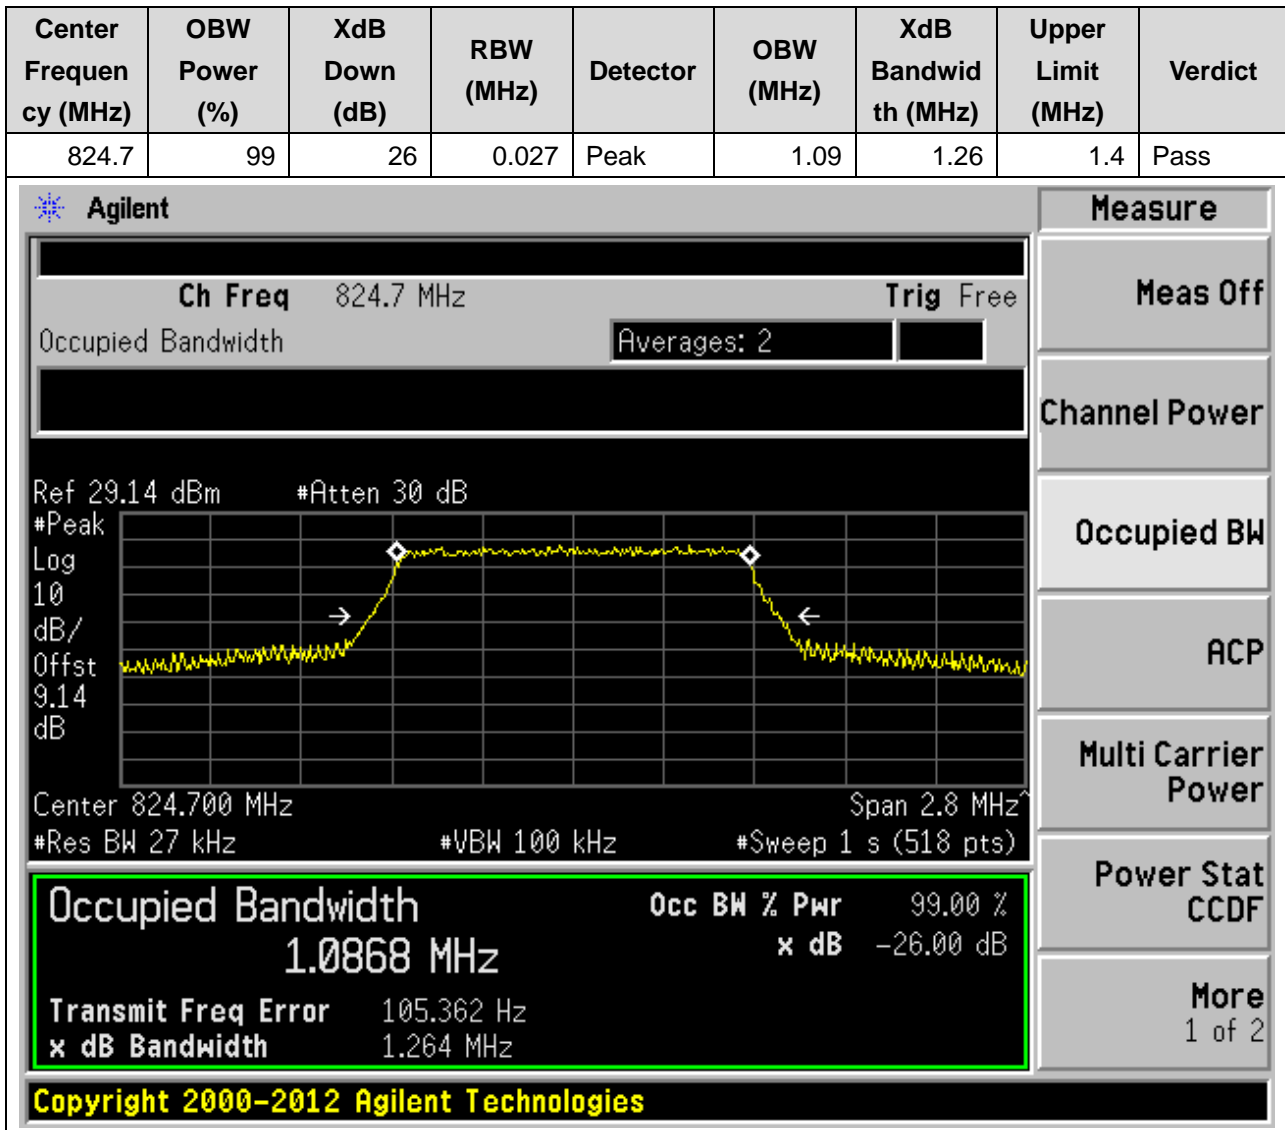 Center Frequen cy (MHz) OBW Power (%) XdB Down (dB) RBW (MHz) Detector OBW (MHz) XdB Bandwid th (MHz) Upper Limit (MHz) Verdict
824.7 99 26 0.027 Peak 1.09 1.26 1.4 Pass
Agilent
Measure
Ch Freq 824.7 MHz Trig Free
Meas Off
Occupied Bandwidth Averages: 2
Channel Power
Ref 29.14 dBm #Atten 30 dB
#Peak
Log
10
dB/
Offst
9.14
dB
Occupied BW
ACP
Multi Carrier
Power
Center 824.700 MHz Span 2.8 MHz^
#Res BW 27 kHz #VBW 100 kHz #Sweep 1 s (518 pts)
Power Stat
CCDF
Occupied Bandwidth Occ BW % Pwr 99.00 %
1.0868 MHz x dB -26.00 dB
Transmit Freq Error 105.362 Hz
x dB Bandwidth 1.264 MHz
More
1 of 2
Copyright 2000-2012 Agilent Technologies